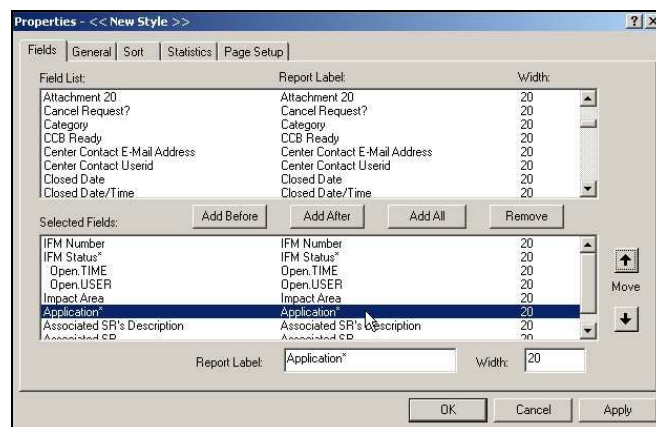 Properties - << New Style >>
Fields General Sort Statistics Page Setup
Field List: Report Label: Width:
Attachment 20 Attachment 20 20
Cancel Request? Cancel Request? 20
Category Category 20
CCB Ready CCB Ready 20
Center Contact E-Mail Address Center Contact E-Mail Address 20
Center Contact Userid Center Contact Userid 20
Closed Date Closed Date 20
Closed Date/Time Closed Date/Time 20
Selected Fields: Add Before Add After Add All Remove
IFM Number IFM Number 20
IFM Status* IFM Status* 20
Open.TIME Open.TIME 20
Open.USER Open.USER 20
Impact Area Impact Area 20
Move
Application* Application* 20
Associated SR's Description Associated SR's Description 20
Associated SR Associated SR 20
Report Label: Application* Width: 20
OK Cancel Apply